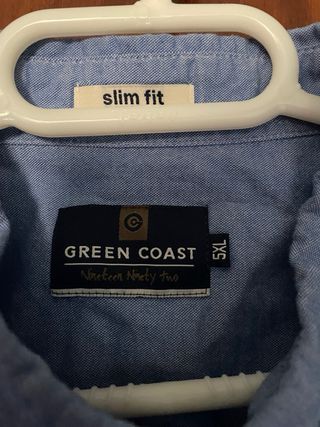 slim fit
GREEN COAST
Nineteen Ninety two
5XL